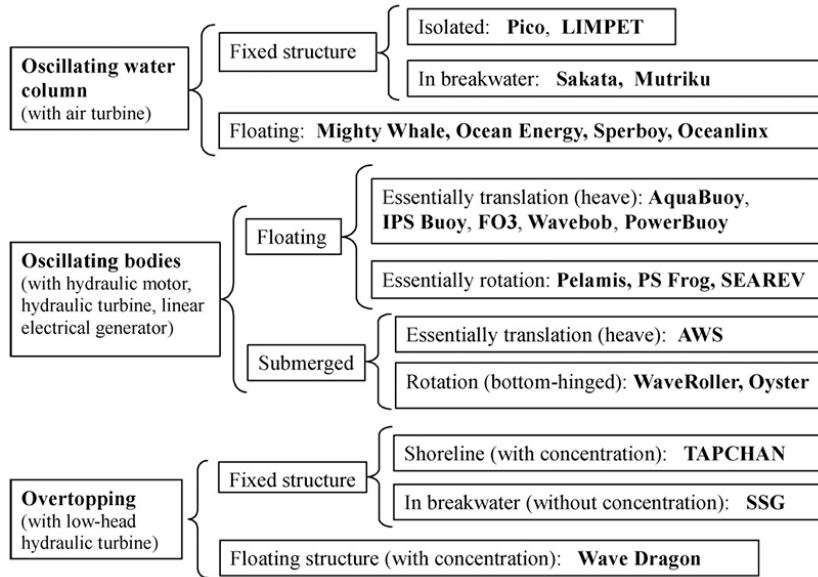 Oscillating water
column
(with air turbine)
Fixed structure
Isolated: Pico, LIMPET
In breakwater: Sakata, Mutriku
Floating: Mighty Whale, Ocean Energy, Sperboy, Oceanlinx
Oscillating bodies
(with hydraulic motor,
hydraulic turbine, linear
electrical generator)
Floating
Essentially translation (heave): AquaBuoy,
IPS Buoy, FO3, Wavebob, PowerBuoy
Essentially rotation: Pelamis, PS Frog, SEAREV
Submerged
Essentially translation (heave): AWS
Rotation (bottom-hinged): WaveRoller, Oyster
Overtopping
(with low-head
hydraulic turbine)
Fixed structure
Shoreline (with concentration): TAPCHAN
In breakwater (without concentration): SSG
Floating structure (with concentration): Wave Dragon